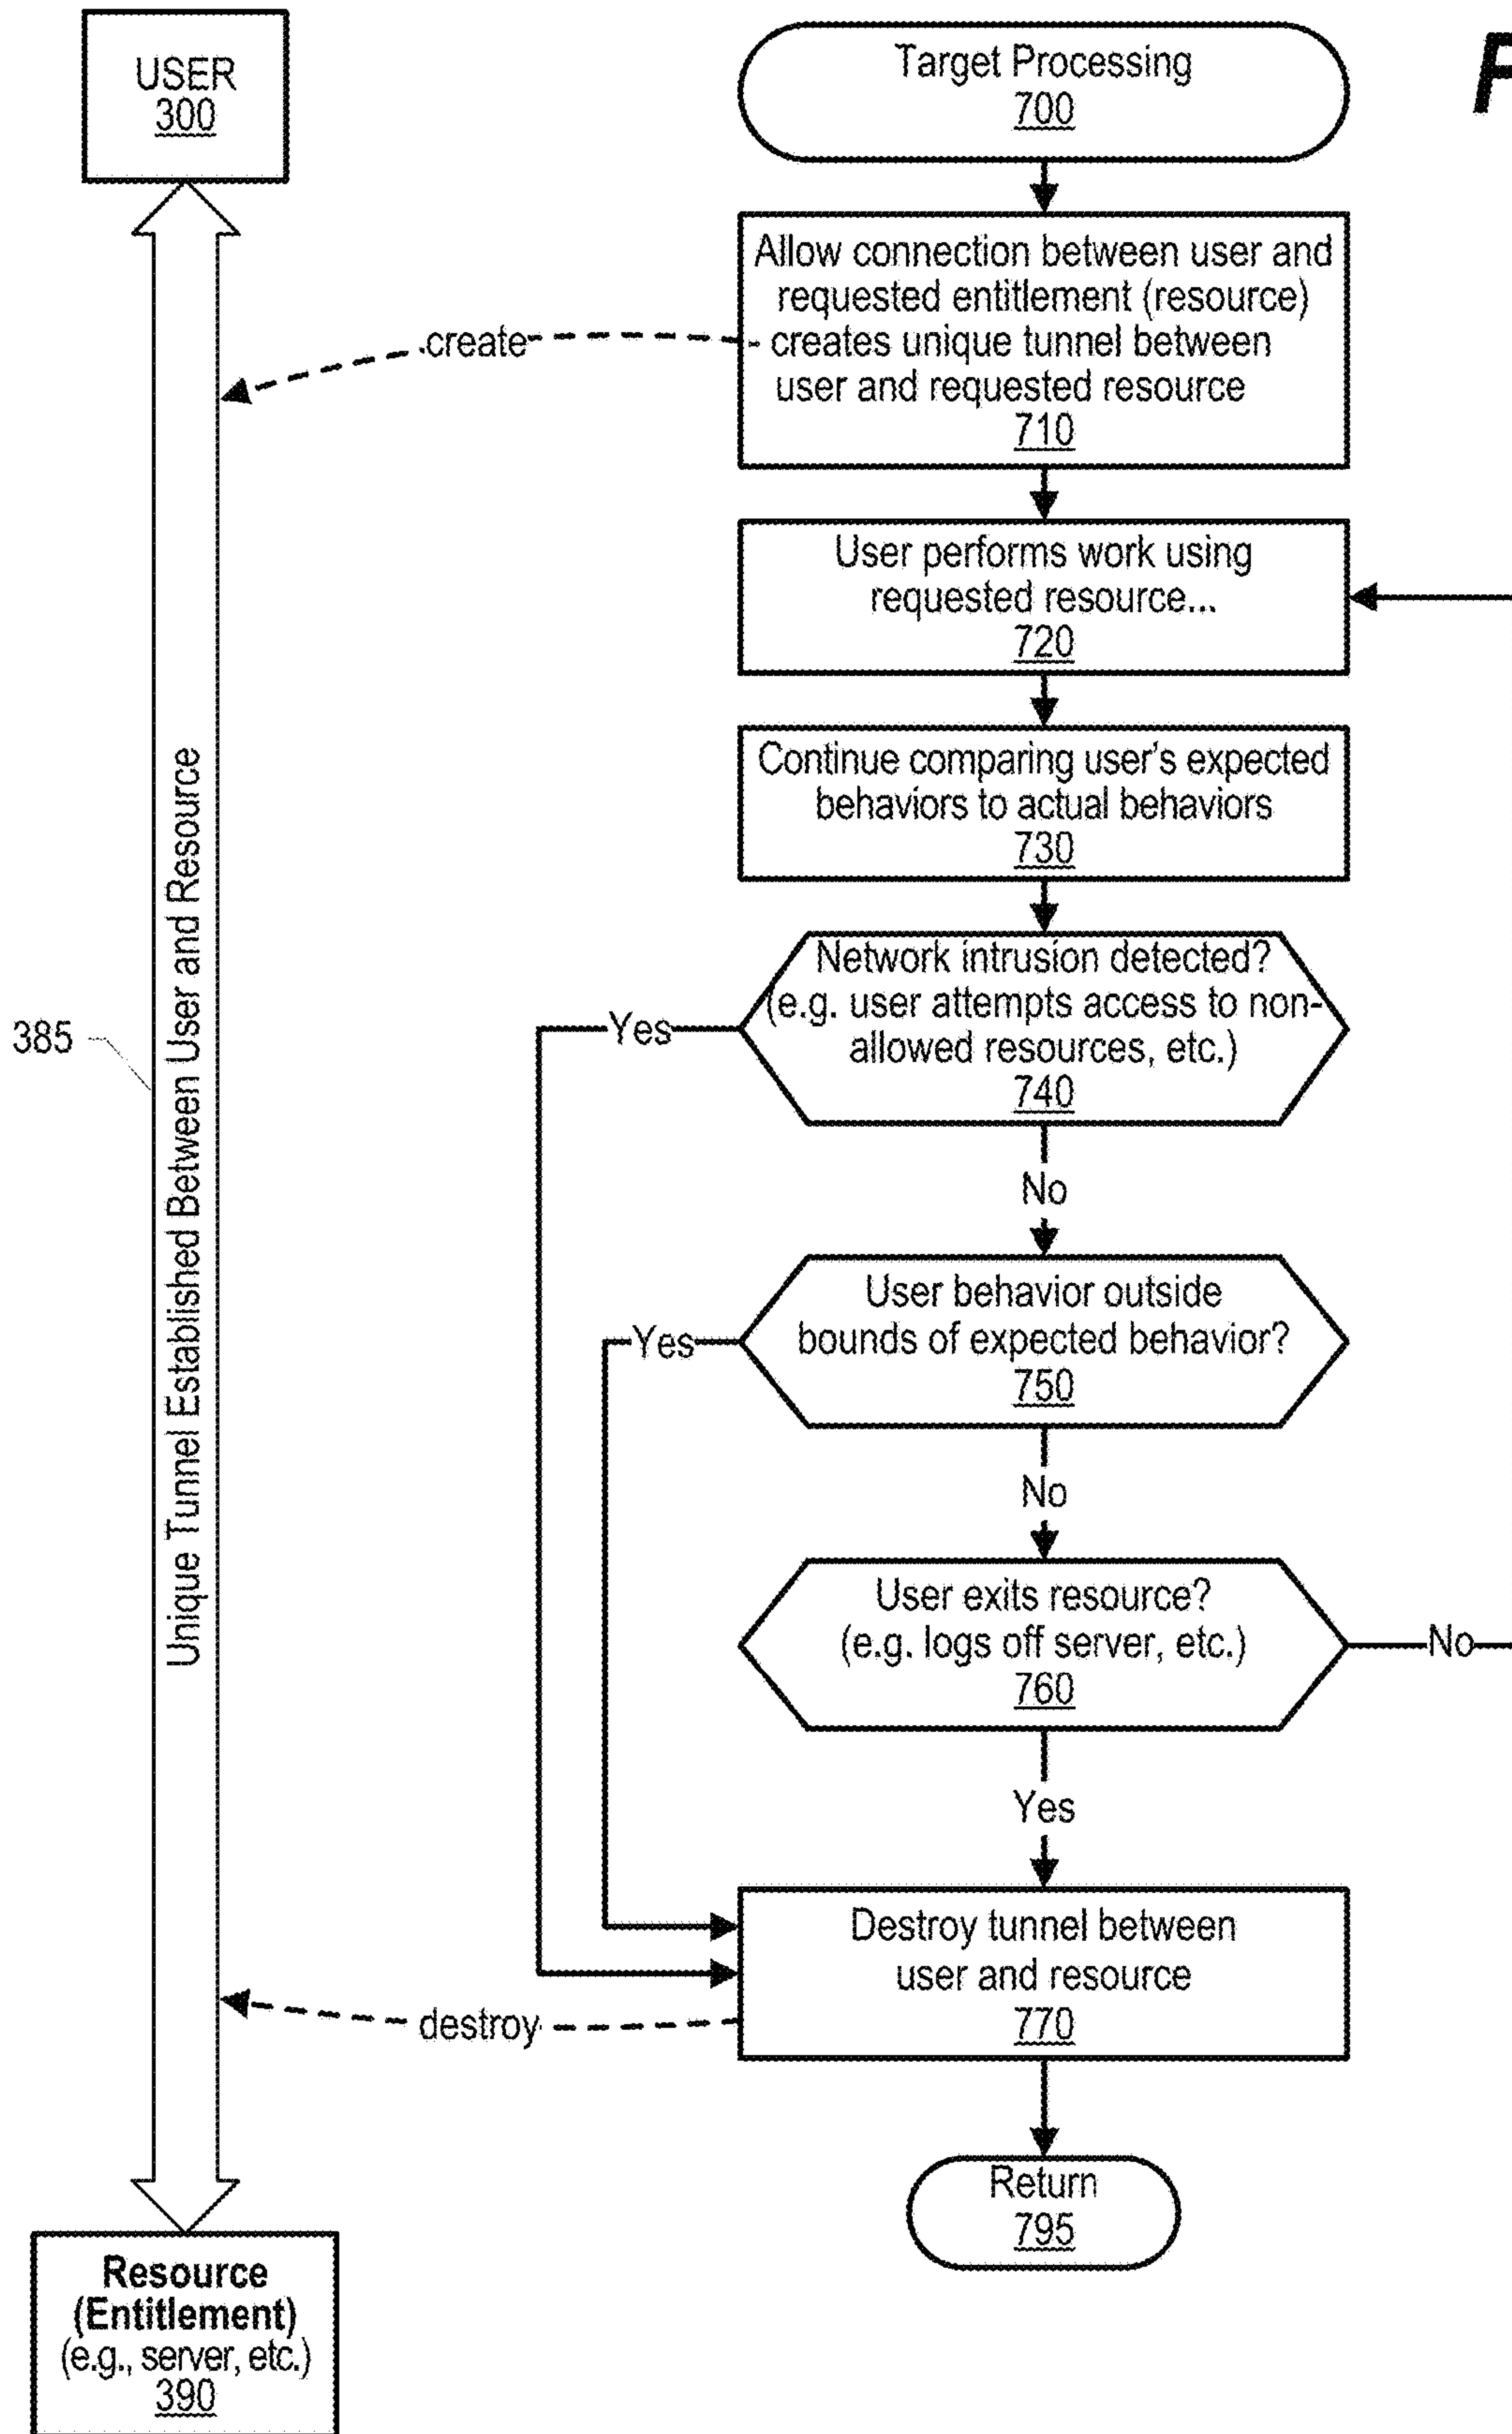 USER
300
Target Processing
700
Allow connection between user and
requested entitlement (resource)
- creates unique tunnel between
user and requested resource
710
create
User performs work using
requested resource...
720
Continue comparing user's expected
behaviors to actual behaviors
730
Network intrusion detected?
(e.g. user attempts access to non-
allowed resources, etc.)
740
Yes
No
385
Unique Tunnel Established Between User and Resource
User behavior outside
bounds of expected behavior?
750
Yes
No
User exits resource?
(e.g. logs off server, etc.)
760
No
Yes
Destroy tunnel between
user and resource
770
destroy
Return
795
Resource
(Entitlement)
(e.g., server, etc.)
390